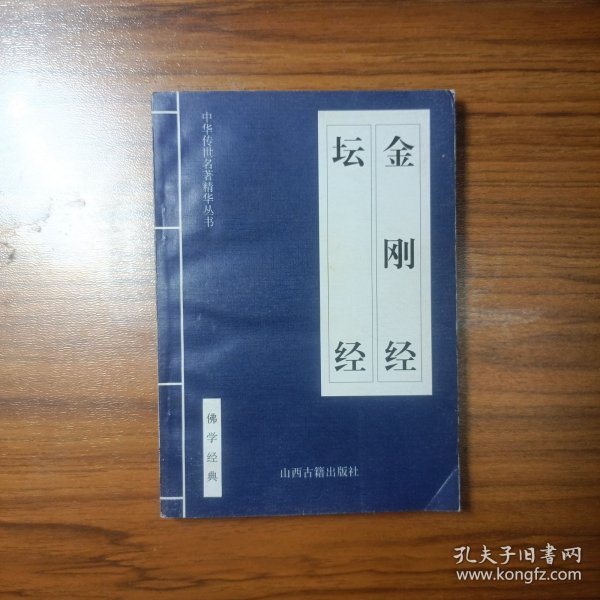 金刚经
坛经
中华传世名著精华丛书
佛学经典
山西古籍出版社
孔夫子旧书网
www.kongfz.com